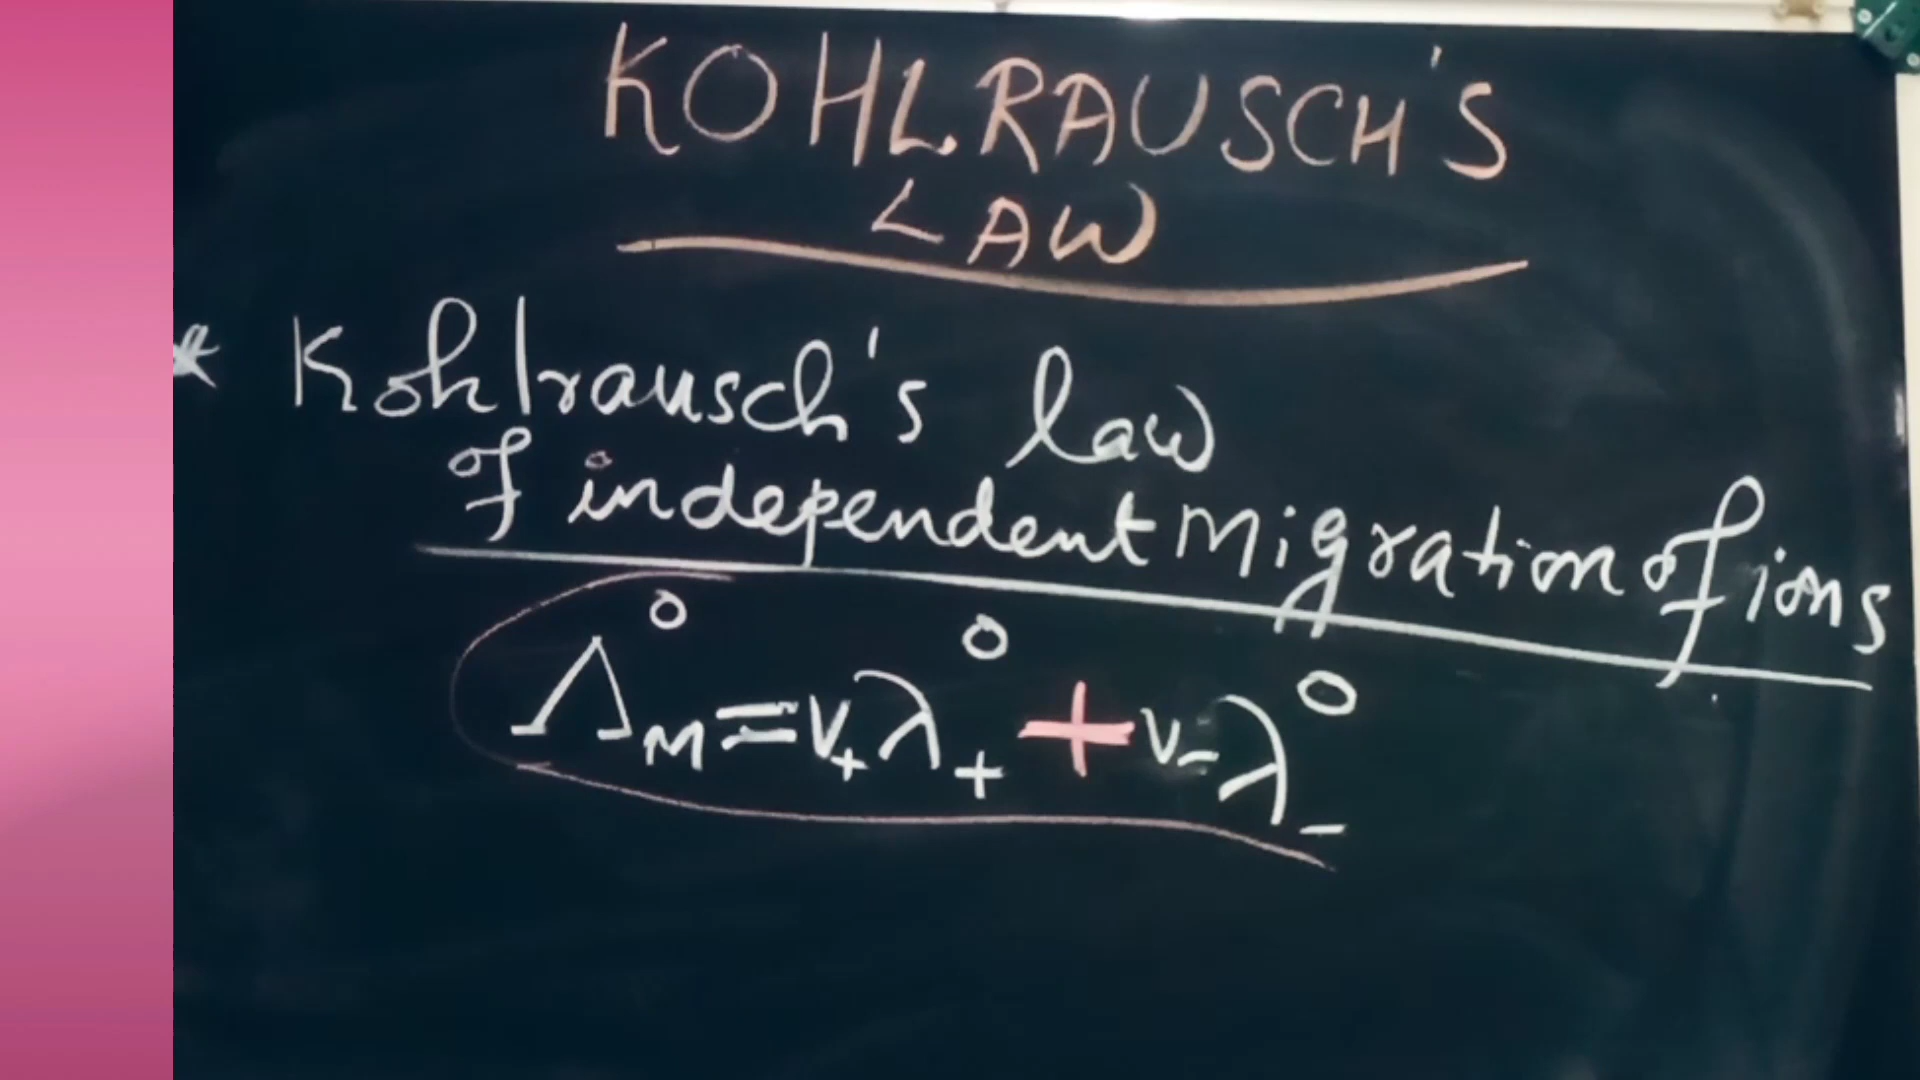 KOHLRAUSCH'S
LAW
* Kohlrausch's law
of independent Migration of ions
Λ°M = ν+ λ°+ + ν- λ°-